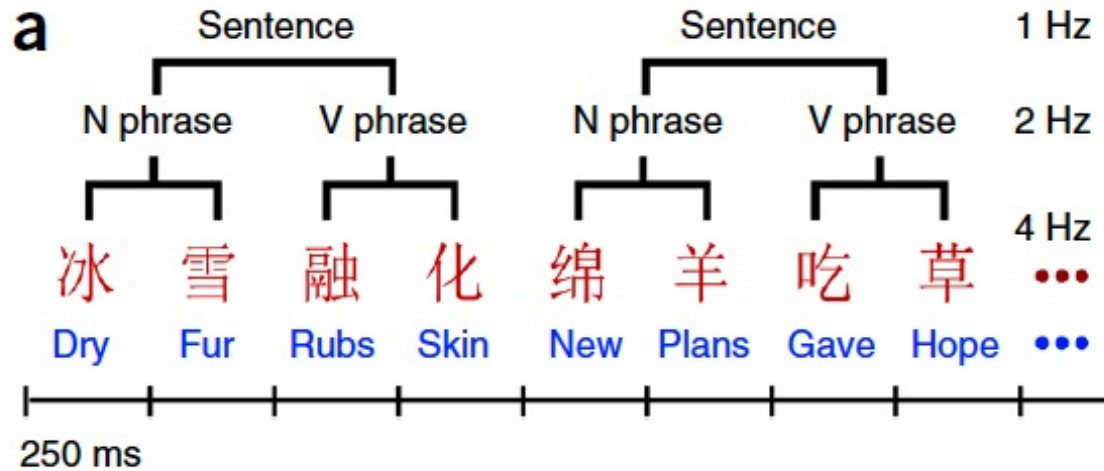 a
Sentence Sentence 1 Hz
N phrase V phrase N phrase V phrase 2 Hz
4 Hz
冰 雪 融 化 绵 羊 吃 草 •••
Dry Fur Rubs Skin New Plans Gave Hope •••
250 ms